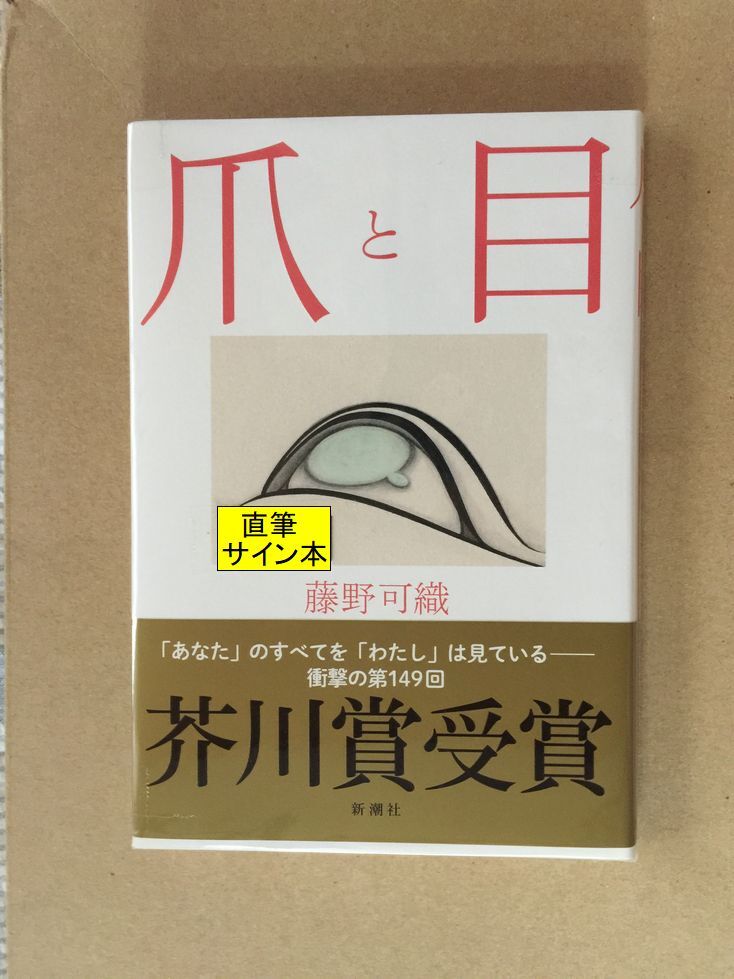 爪と目
直筆
サイン本
藤野可織
「あなた」のすべてを「わたし」は見ている――
衝撃の第149回
芥川賞受賞
新潮社